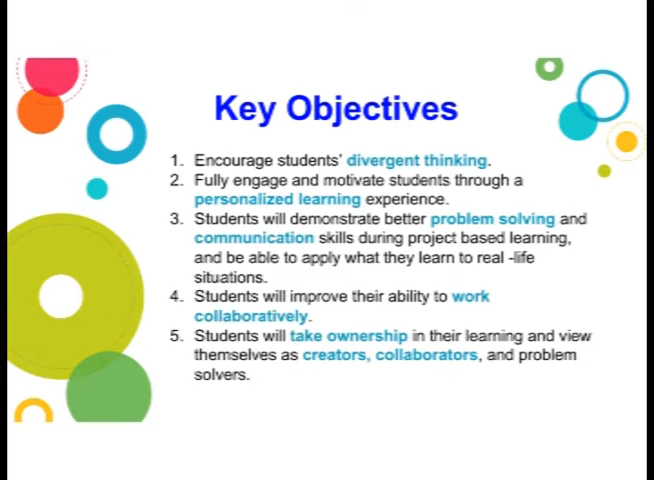 Key Objectives
1. Encourage students' divergent thinking.
2. Fully engage and motivate students through a
personalized learning experience.
3. Students will demonstrate better problem solving and
communication skills during project based learning,
and be able to apply what they learn to real -life
situations.
4. Students will improve their ability to work
collaboratively.
5. Students will take ownership in their learning and view
themselves as creators, collaborators, and problem
solvers.